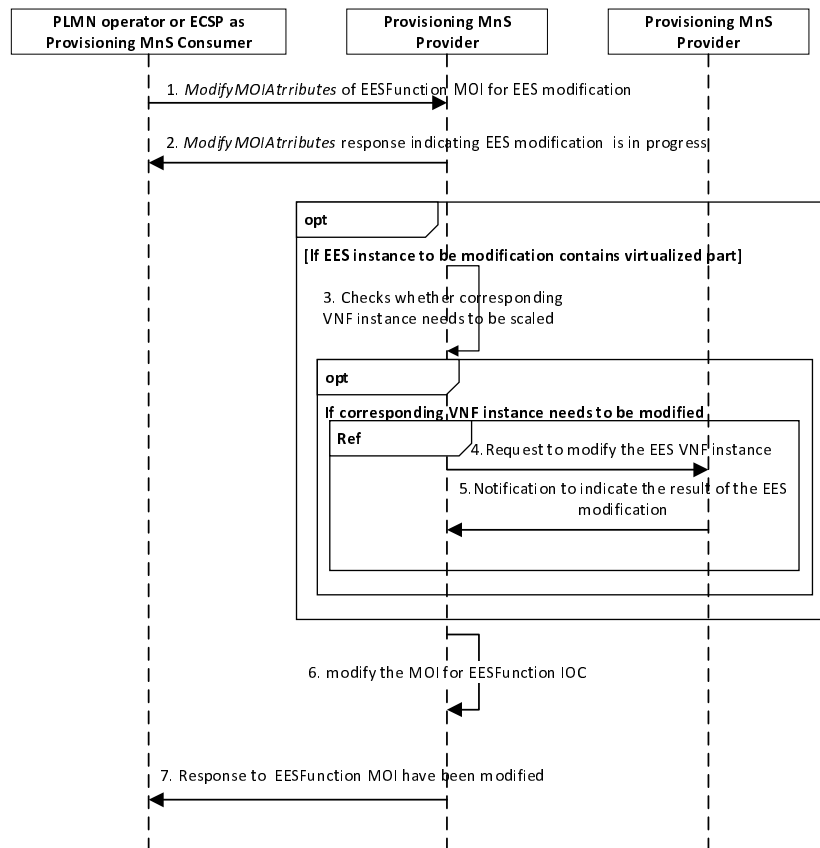 PLMN operator or ECSP as
Provisioning MnS Consumer
Provisioning MnS
Provider
Provisioning MnS
Provider
1. ModifyMOIAtrributes of EESFunction MOI for EES modification
2. ModifyMOIAtrributes response indicating EES modification is in progress
opt
[If EES instance to be modification contains virtualized part]
3. Checks whether corresponding
VNF instance needs to be scaled
opt
If corresponding VNF instance needs to be modified
Ref
4. Request to modify the EES VNF instance
5. Notification to indicate the result of the EES
modification
6. modify the MOI for EESFunction IOC
7. Response to EESFunction MOI have been modified